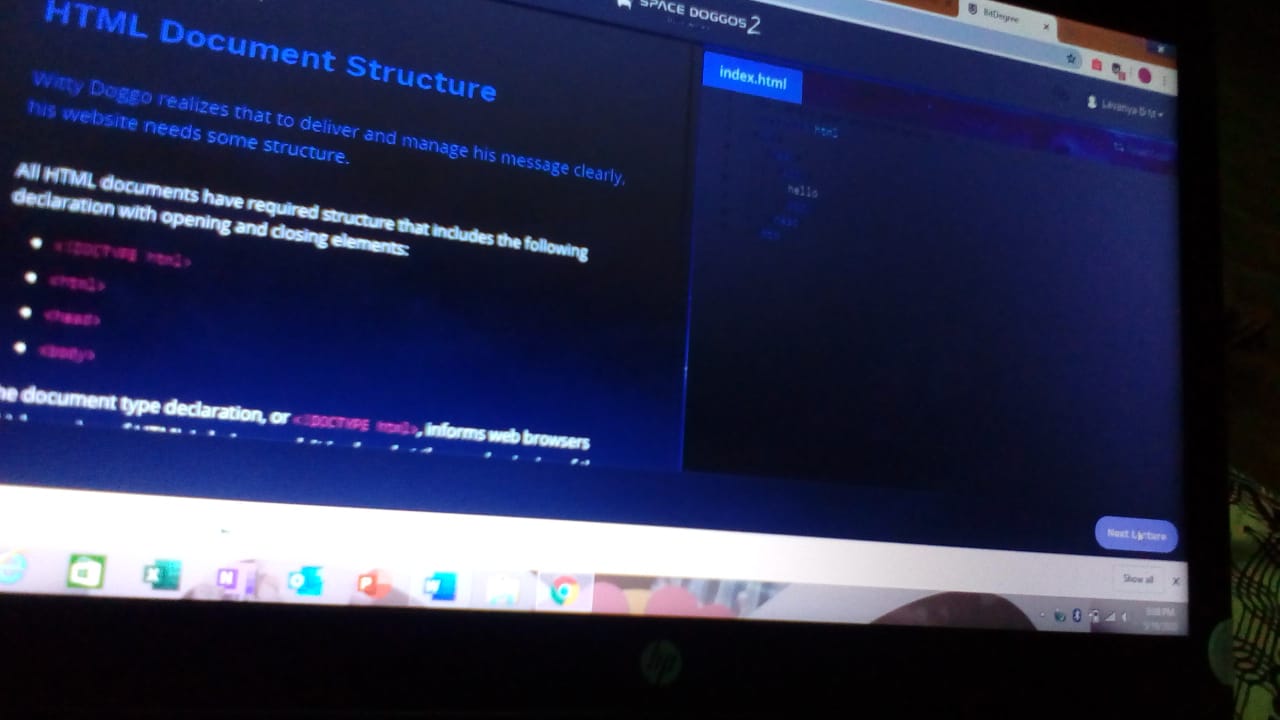 SPACE DOGGOS 2
BitDegree
HTML Document Structure
Witty Doggo realizes that to deliver and manage his message clearly,
his website needs some structure.
All HTML documents have required structure that includes the following
declaration with opening and closing elements:
<!DOCTYPE html>
<html>
<head>
<body>
he document type declaration, or <!DOCTYPE html>, informs web browsers
index.html
Lavanya D M
html
hello
Next Lecture
Show all
hp